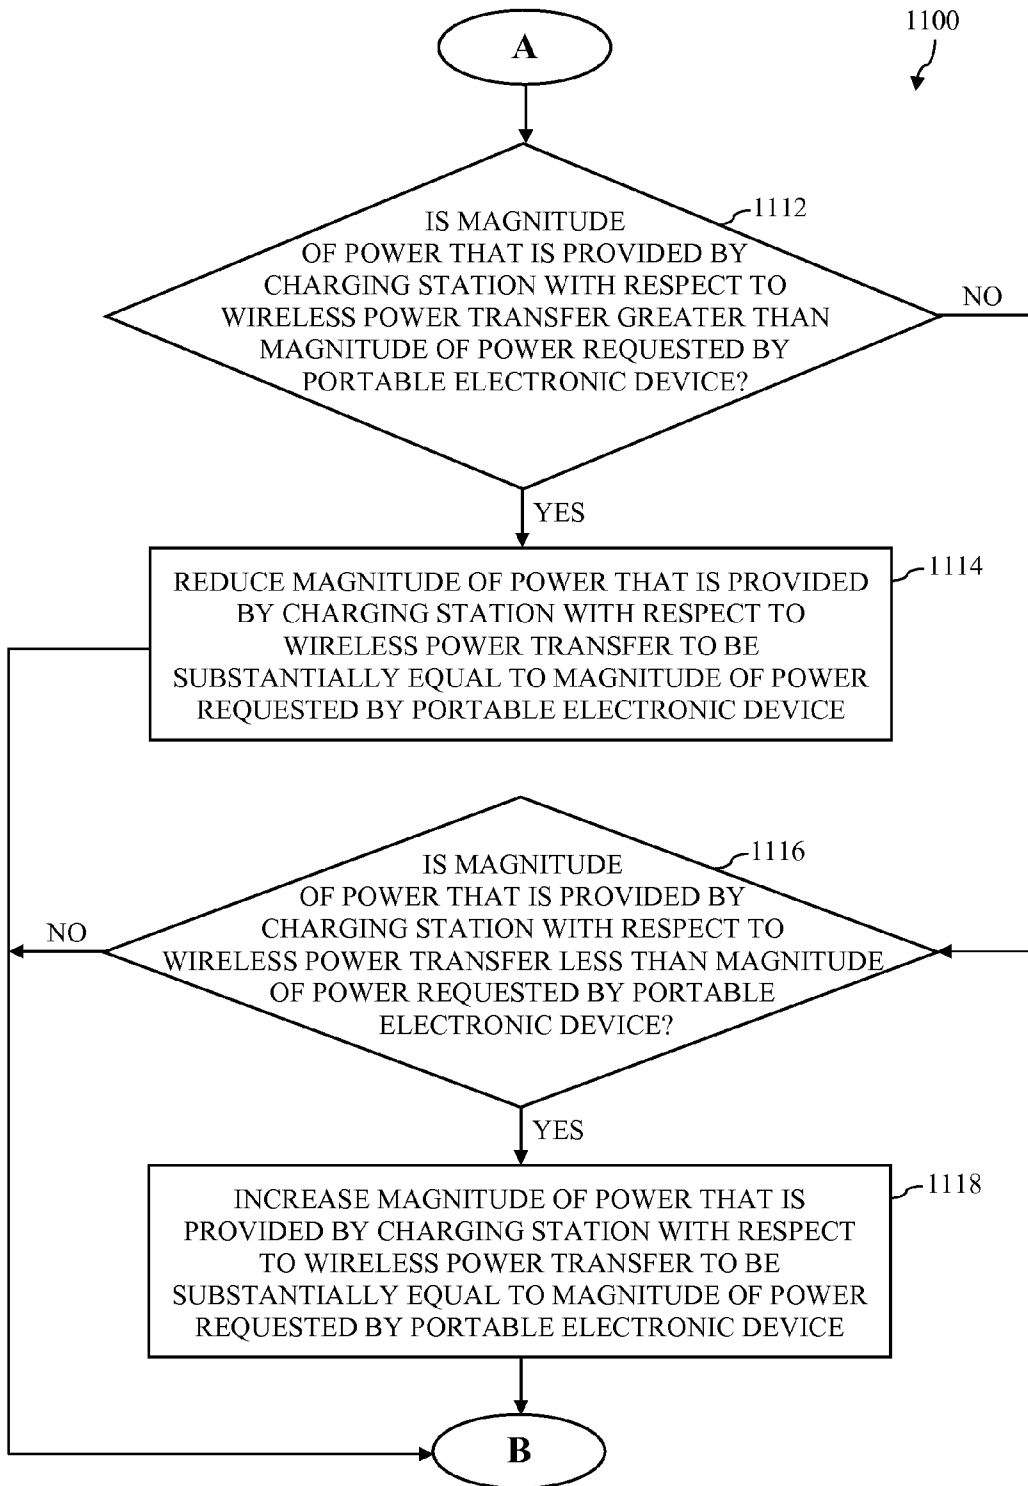 1100
A
1112
IS MAGNITUDE
OF POWER THAT IS PROVIDED BY
CHARGING STATION WITH RESPECT TO
WIRELESS POWER TRANSFER GREATER THAN
MAGNITUDE OF POWER REQUESTED BY
PORTABLE ELECTRONIC DEVICE?
NO
YES
1114
REDUCE MAGNITUDE OF POWER THAT IS PROVIDED
BY CHARGING STATION WITH RESPECT TO
WIRELESS POWER TRANSFER TO BE
SUBSTANTIALLY EQUAL TO MAGNITUDE OF POWER
REQUESTED BY PORTABLE ELECTRONIC DEVICE
1116
IS MAGNITUDE
OF POWER THAT IS PROVIDED BY
CHARGING STATION WITH RESPECT TO
WIRELESS POWER TRANSFER LESS THAN MAGNITUDE
OF POWER REQUESTED BY PORTABLE
ELECTRONIC DEVICE?
NO
YES
1118
INCREASE MAGNITUDE OF POWER THAT IS
PROVIDED BY CHARGING STATION WITH RESPECT
TO WIRELESS POWER TRANSFER TO BE
SUBSTANTIALLY EQUAL TO MAGNITUDE OF POWER
REQUESTED BY PORTABLE ELECTRONIC DEVICE
B